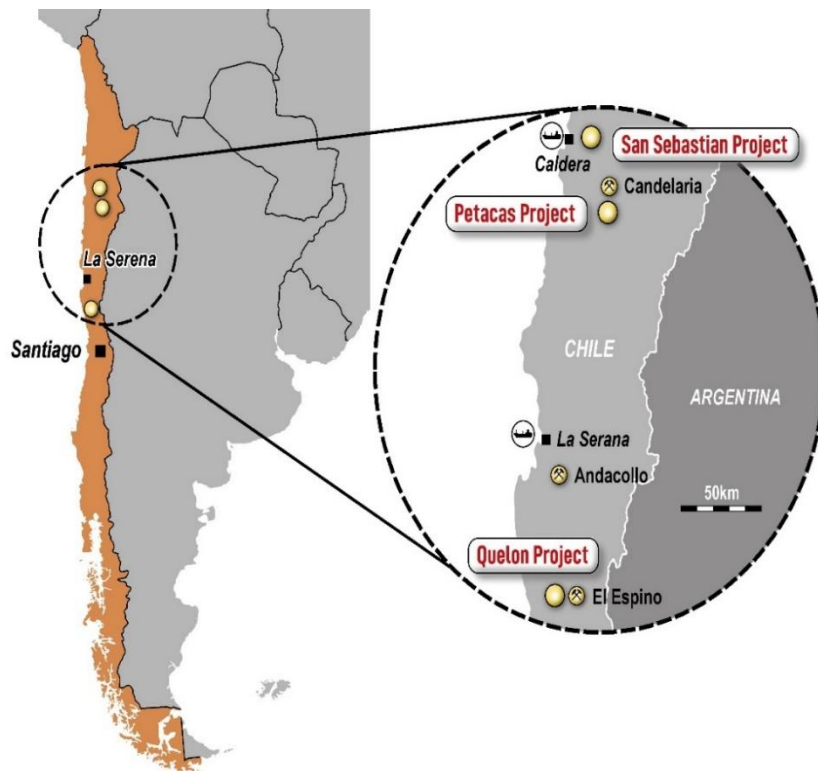 La Serena
Santiago
San Sebastian Project
Caldera
Candelaria
Petacas Project
CHILE
ARGENTINA
La Serana
Andacollo
50km
Quelon Project
El Espino